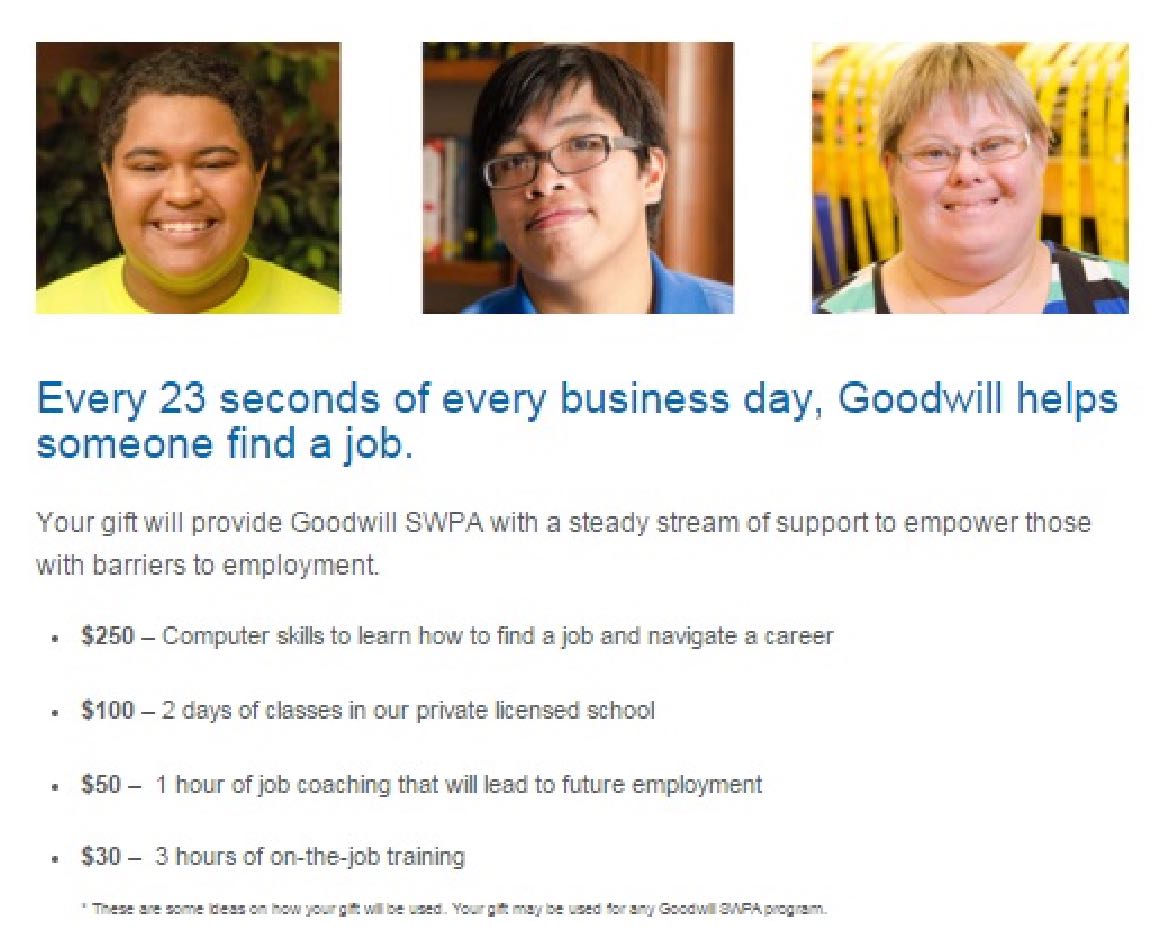 Every 23 seconds of every business day, Goodwill helps
someone find a job.
Your gift will provide Goodwill SWPA with a steady stream of support to empower those
with barriers to employment.
• $250 – Computer skills to learn how to find a job and navigate a career
• $100 – 2 days of classes in our private licensed school
• $50 – 1 hour of job coaching that will lead to future employment
• $30 – 3 hours of on-the-job training
* These are some ideas on how your gift will be used. Your gift may be used for any Goodwill SWPA program.